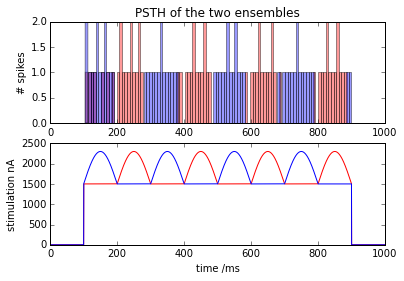 PSTH of the two ensembles
2.0
1.5
1.0
0.5
0.0
# spikes
0 200 400 600 800 1000
2500
2000
1500
1000
500
0
stimulation nA
0 200 400 600 800 1000
time /ms